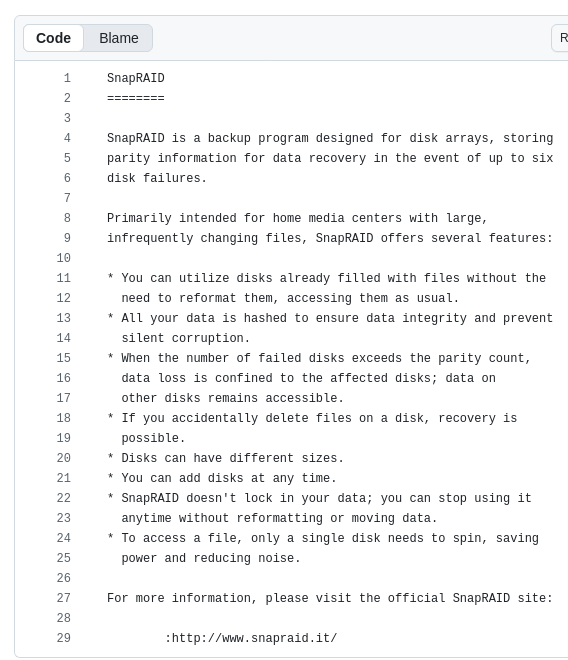 Code Blame R
1 SnapRAID
2 ========
3
4 SnapRAID is a backup program designed for disk arrays, storing
5 parity information for data recovery in the event of up to six
6 disk failures.
7
8 Primarily intended for home media centers with large,
9 infrequently changing files, SnapRAID offers several features:
10
11 * You can utilize disks already filled with files without the
12   need to reformat them, accessing them as usual.
13 * All your data is hashed to ensure data integrity and prevent
14   silent corruption.
15 * When the number of failed disks exceeds the parity count,
16   data loss is confined to the affected disks; data on
17   other disks remains accessible.
18 * If you accidentally delete files on a disk, recovery is
19   possible.
20 * Disks can have different sizes.
21 * You can add disks at any time.
22 * SnapRAID doesn't lock in your data; you can stop using it
23   anytime without reformatting or moving data.
24 * To access a file, only a single disk needs to spin, saving
25   power and reducing noise.
26
27 For more information, please visit the official SnapRAID site:
28
29         :http://www.snapraid.it/